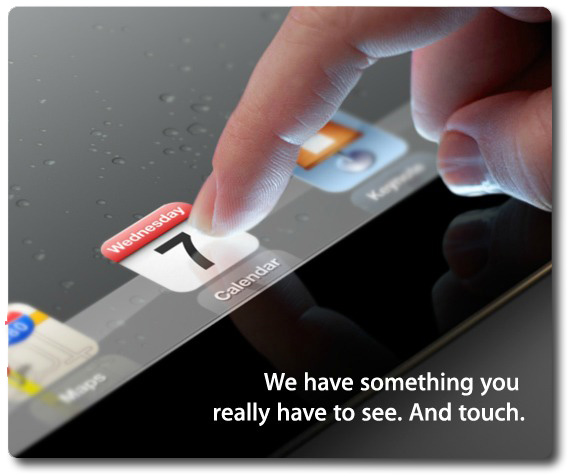 Wednesday
7
Calendar
Keynote
Maps
We have something you
really have to see. And touch.